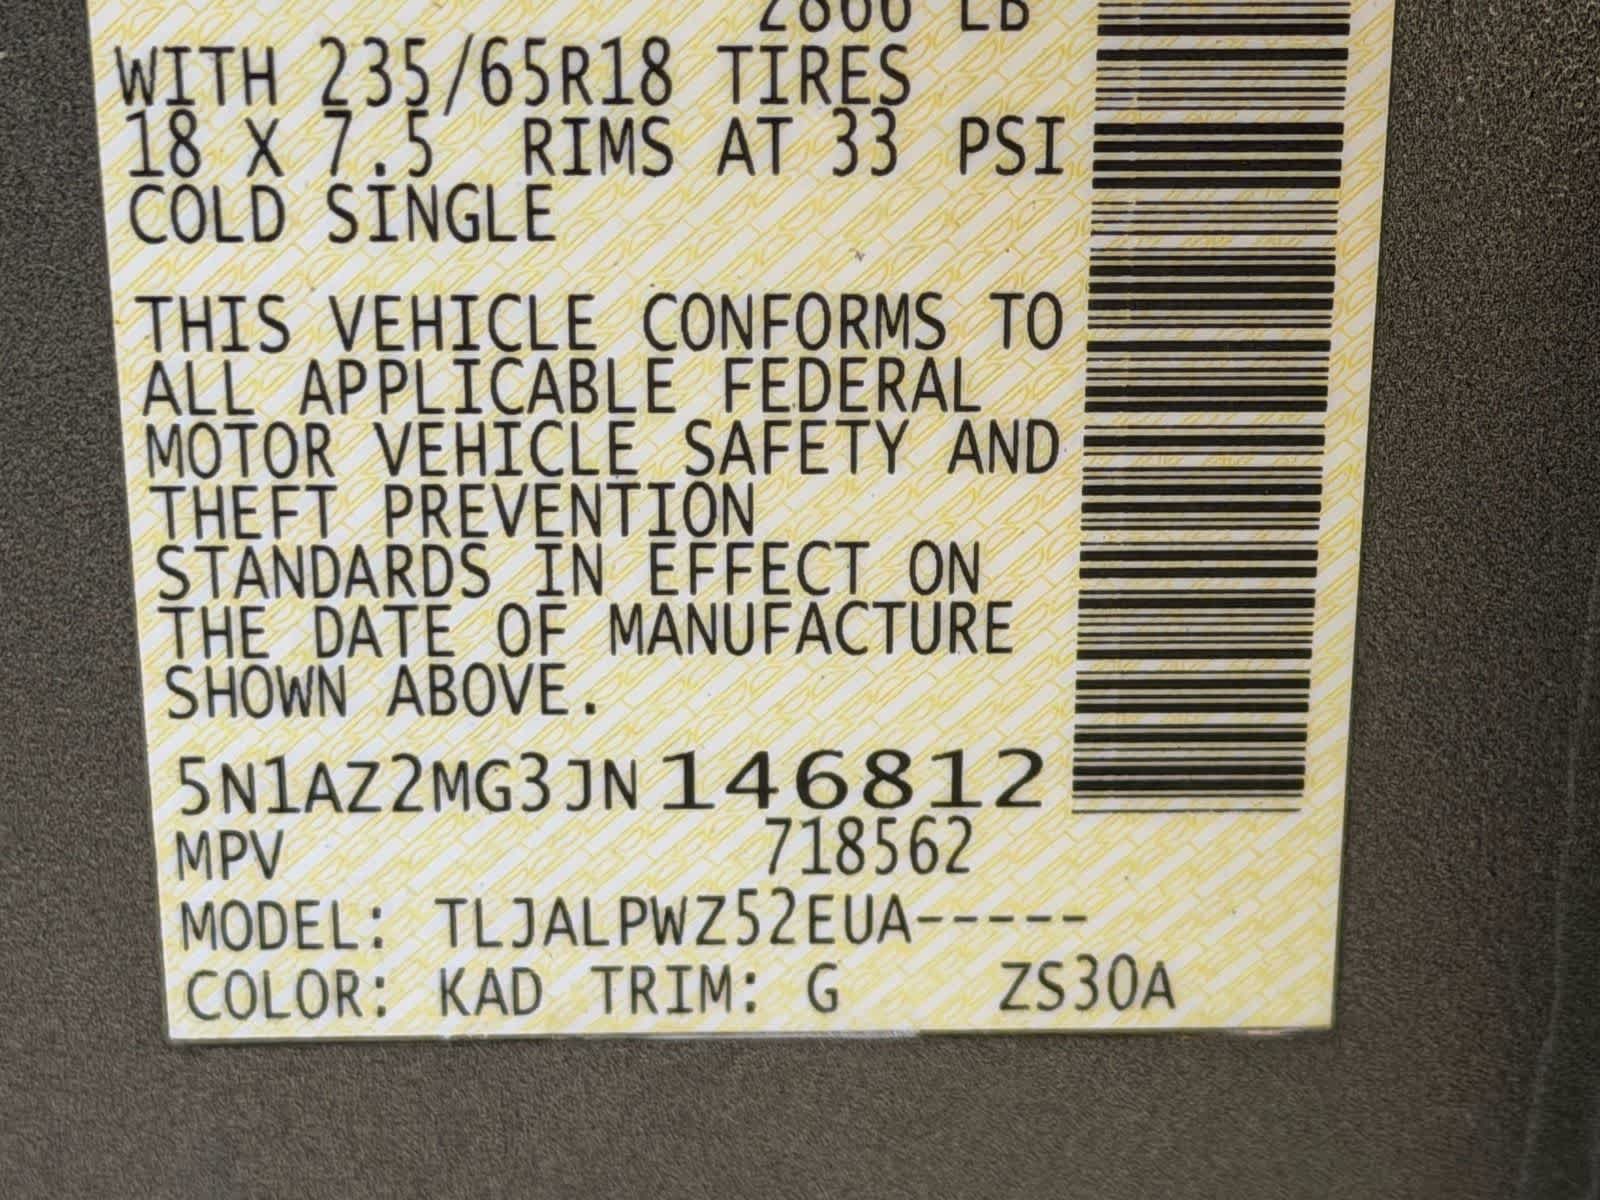 2866 LB
WITH 235/65R18 TIRES
18 X 7.5 RIMS AT 33 PSI
COLD SINGLE
THIS VEHICLE CONFORMS TO
ALL APPLICABLE FEDERAL
MOTOR VEHICLE SAFETY AND
THEFT PREVENTION
STANDARDS IN EFFECT ON
THE DATE OF MANUFACTURE
SHOWN ABOVE.
5N1AZ2MG3JN146812
MPV 718562
MODEL: TLJALPWZ52EUA-----
COLOR: KAD TRIM: G ZS30A